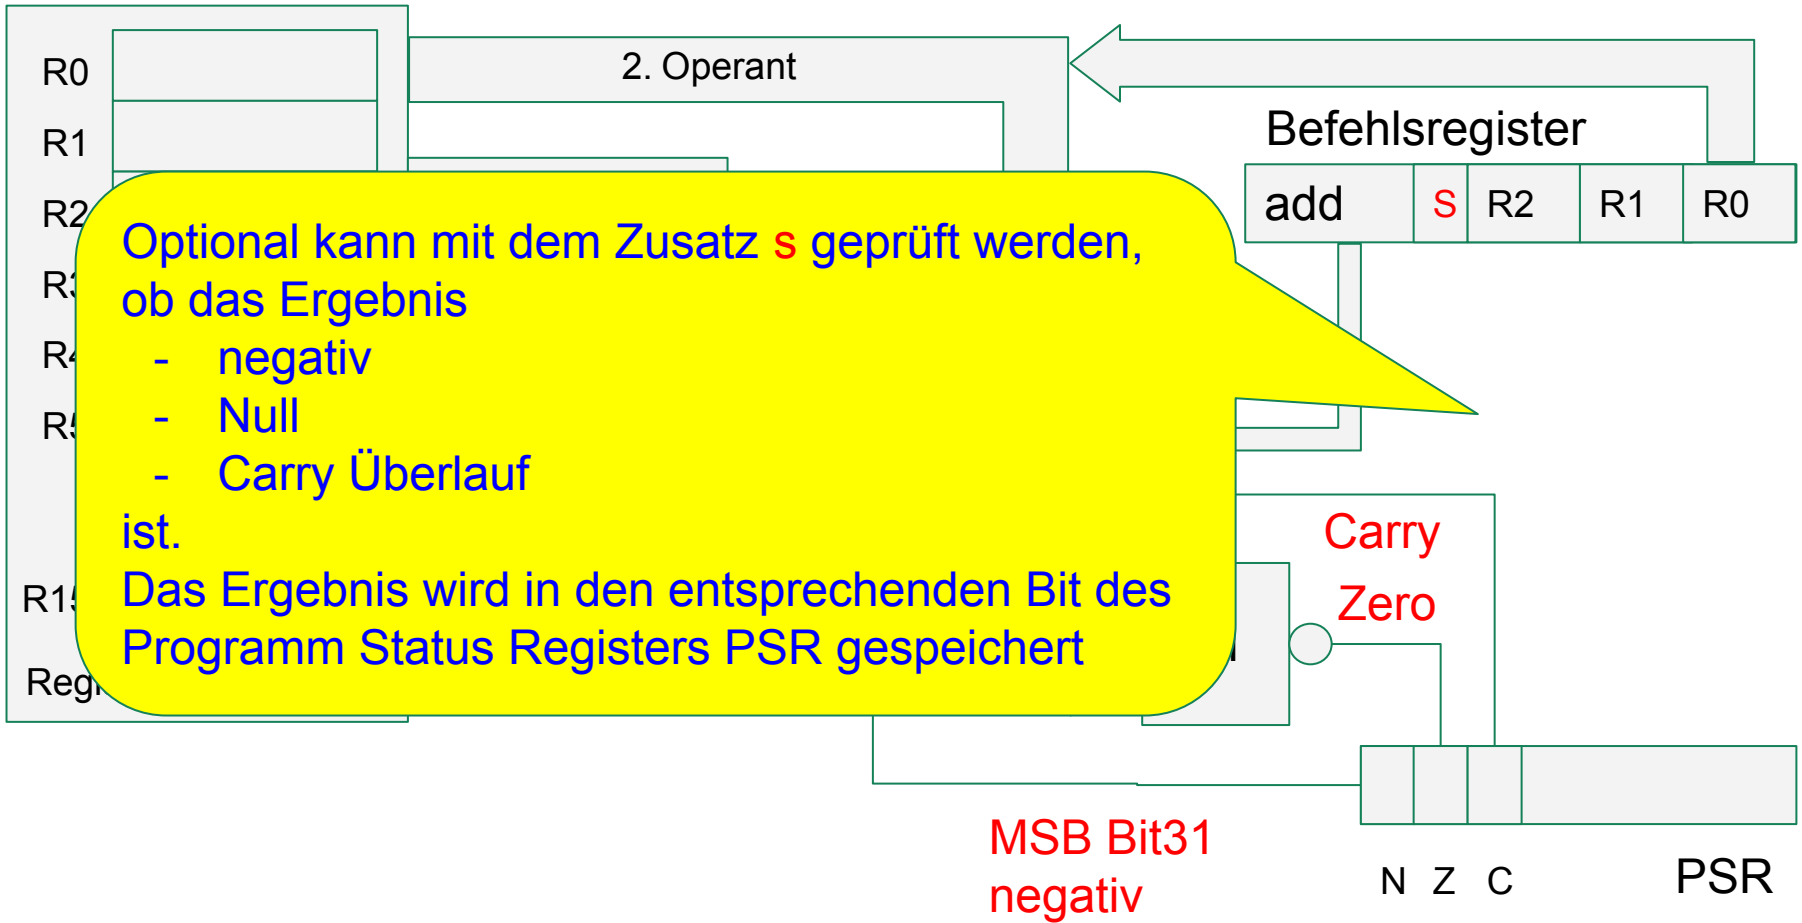 R0
2. Operant
R1
Befehlsregister
add S R2 R1 R0
R2
Optional kann mit dem Zusatz s geprüft werden,
ob das Ergebnis
- negativ
- Null
- Carry Überlauf
ist.
Das Ergebnis wird in den entsprechenden Bit des
Programm Status Registers PSR gespeichert
Carry
Zero
MSB Bit31
negativ
N Z C
PSR